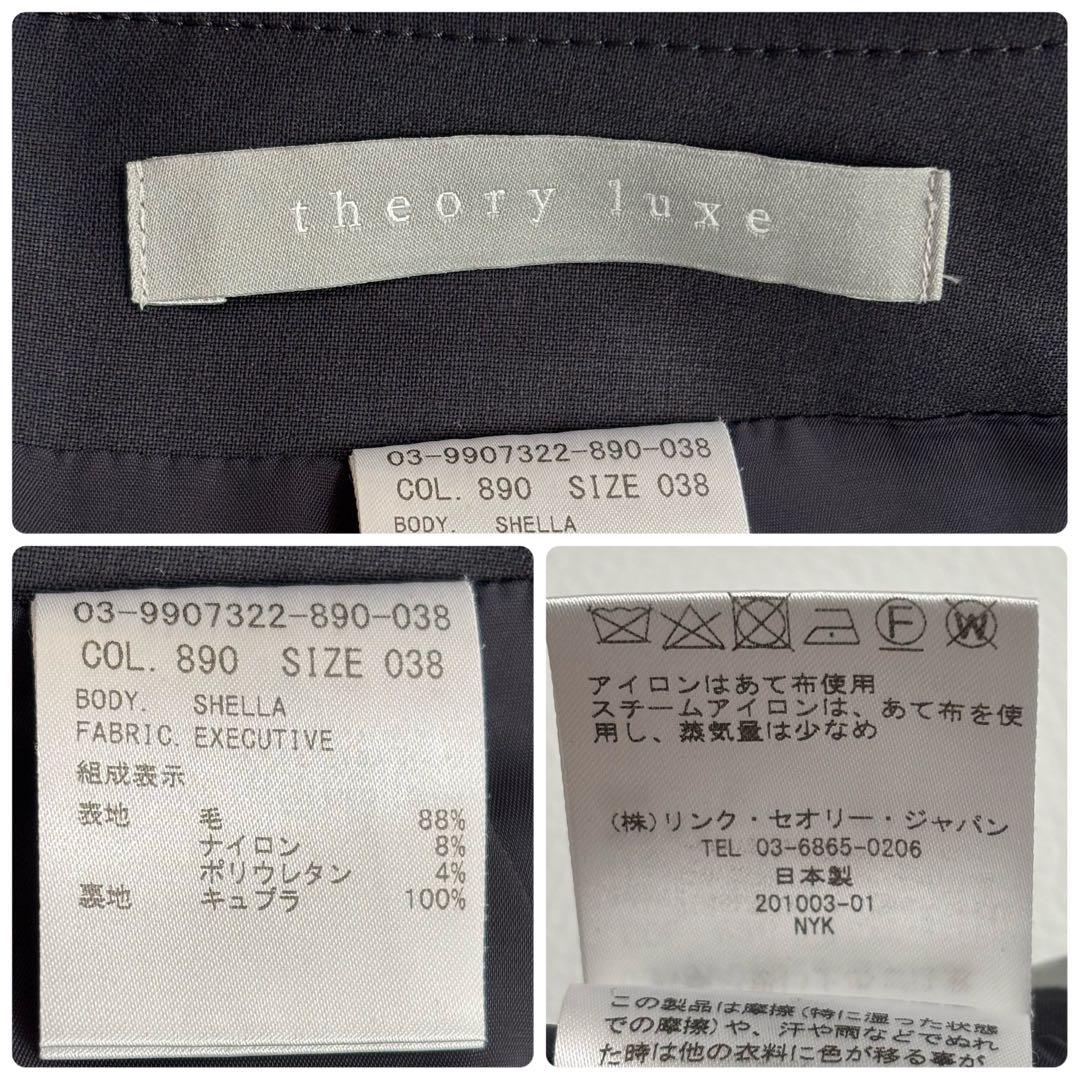 theory luxe
03-9907322-890-038
COL. 890 SIZE 038
BODY. SHELLA
03-9907322-890-038
COL. 890 SIZE 038
BODY. SHELLA
FABRIC. EXECUTIVE
組成表示
表地 毛 88%
ナイロン 8%
ポリウレタン 4%
裏地 キュプラ 100%
F W
アイロンはあて布使用
スチームアイロンは、あて布を使
用し、蒸気量は少なめ
(株)リンク・セオリー・ジャパン
TEL 03-6865-0206
日本製
201003-01
NYK
この製品は摩擦(特に湿った状態
での摩擦)や、汗や雨などでぬれ
た時は他の衣料に色が移る事が